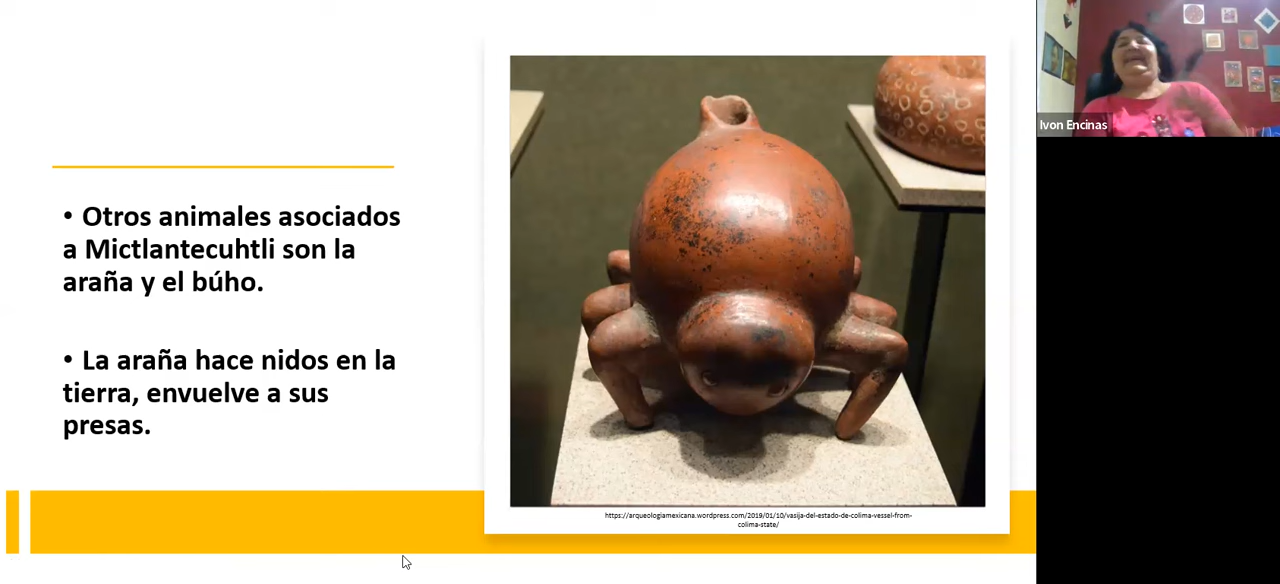 • Otros animales asociados
a Mictlantecuhtli son la
araña y el búho.
• La araña hace nidos en la
tierra, envuelve a sus
presas.
https://arqueologiamexicana.wordpress.com/2019/01/10/vasija-del-estado-de-colima-vessel-from-
colima-state/
Ivon Encinas